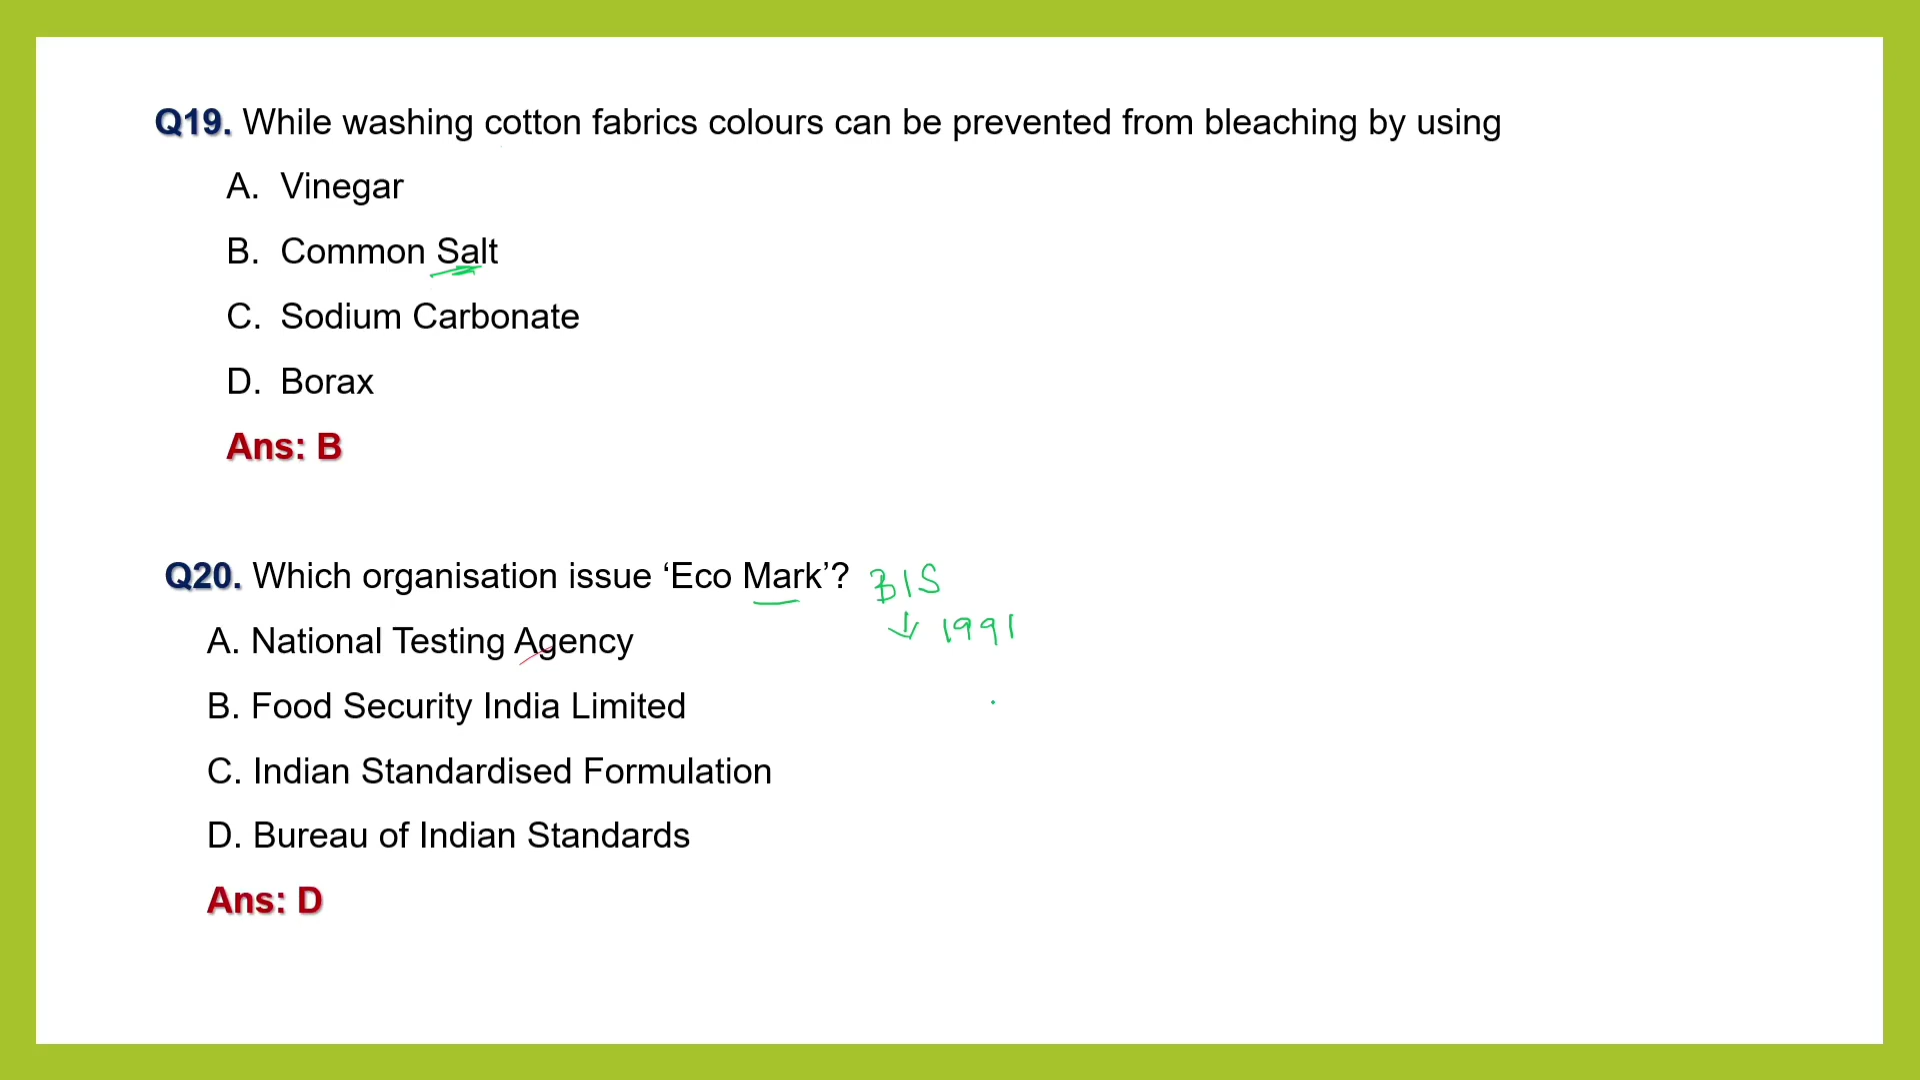 Q19. While washing cotton fabrics colours can be prevented from bleaching by using
A. Vinegar
B. Common Salt
C. Sodium Carbonate
D. Borax
Ans: B
Q20. Which organisation issue ‘Eco Mark’? BIS
1991
A. National Testing Agency
B. Food Security India Limited
C. Indian Standardised Formulation
D. Bureau of Indian Standards
Ans: D